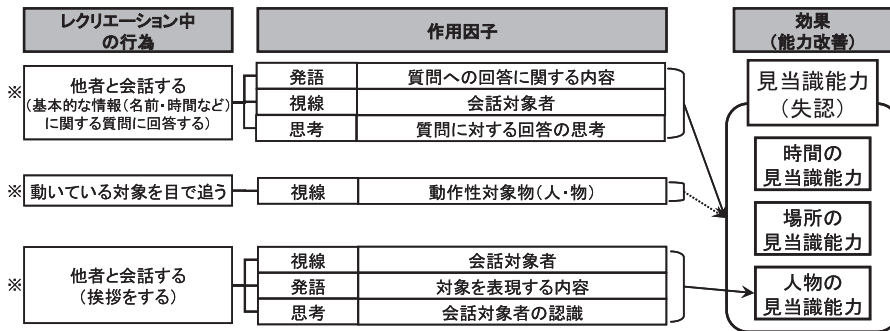 レクリエーション中
の行為
作用因子
効果
(能力改善)
※
他者と会話する
(基本的な情報(名前・時間など)
に関する質問に回答する)
発語
質問への回答に関する内容
視線
会話対象者
思考
質問に対する回答の思考
※
動いている対象を目で追う
視線
動作性対象物(人・物)
※
他者と会話する
(挨拶をする)
視線
会話対象者
発語
対象を表現する内容
思考
会話対象者の認識
見当識能力
(失認)
時間の
見当識能力
場所の
見当識能力
人物の
見当識能力